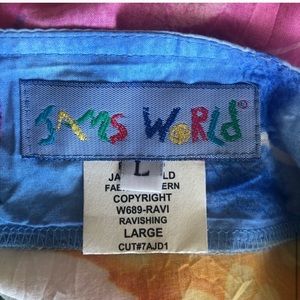 JAMS WORLD©
L
COPYRIGHT
W689-RAVI
RAVISHING
LARGE
CUT#7AJD1